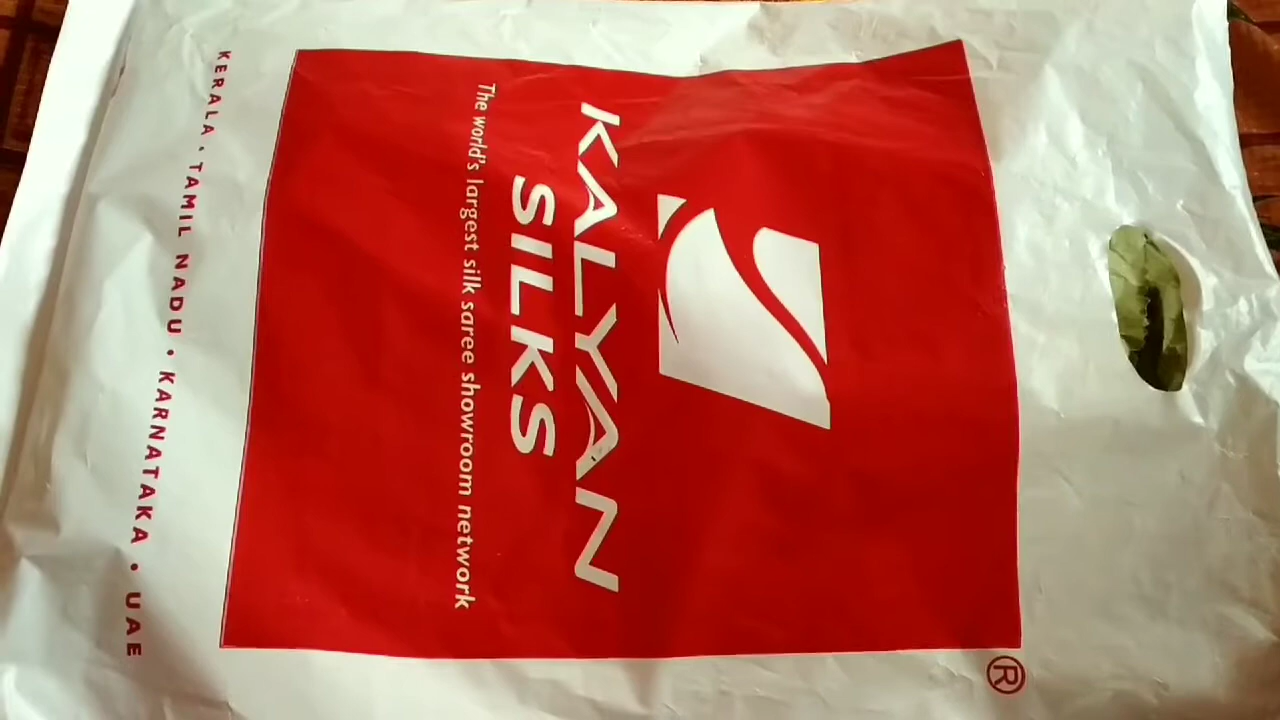 KALYAN
SILKS
The world's largest silk saree showroom network
®
KERALA • TAMIL NADU • KARNATAKA • UAE